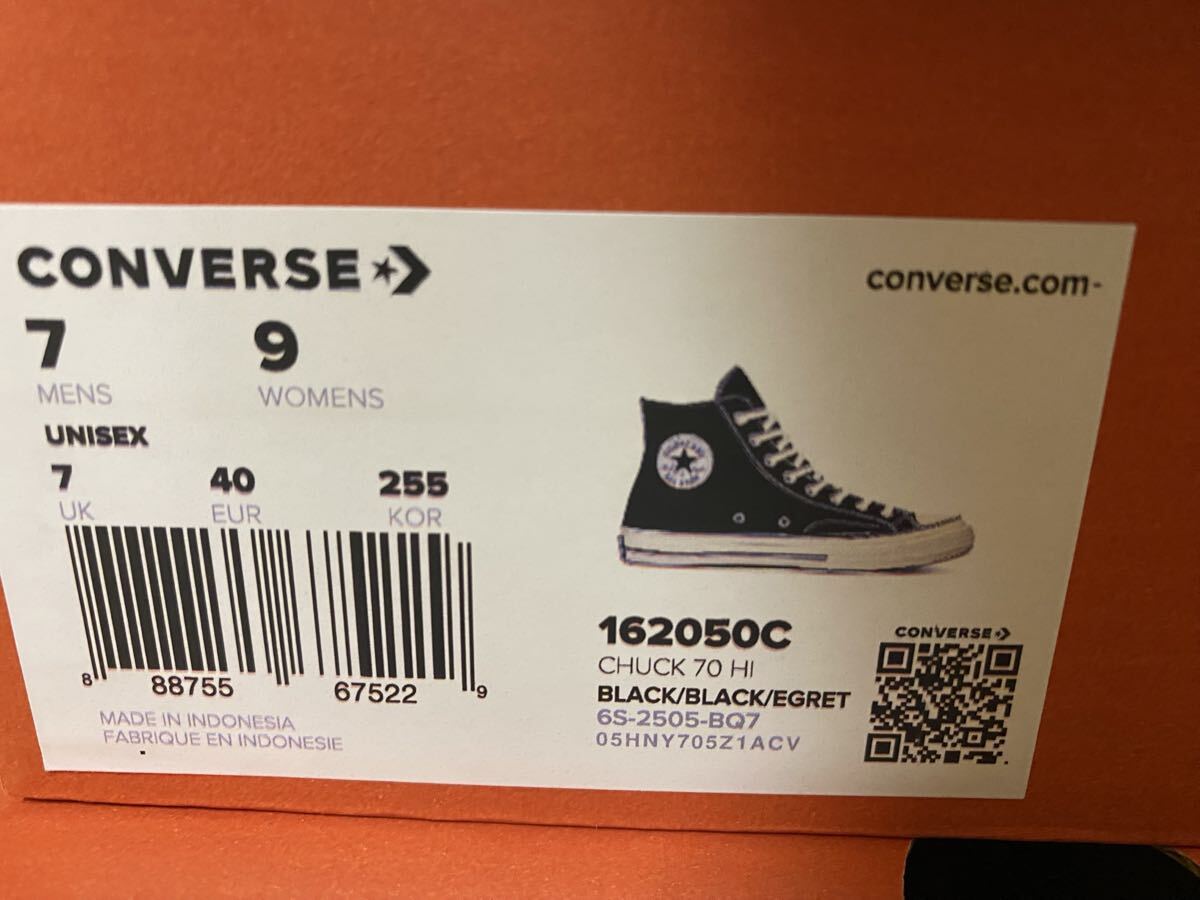 CONVERSE
converse.com-
7 9
MENS WOMENS
UNISEX
7 40 255
UK EUR KOR
8 88755 67522 9
MADE IN INDONESIA
FABRIQUE EN INDONESIE
162050C
CHUCK 70 HI
BLACK/BLACK/EGRET
6S-2505-BQ7
05HNY705Z1ACV
CONVERSE